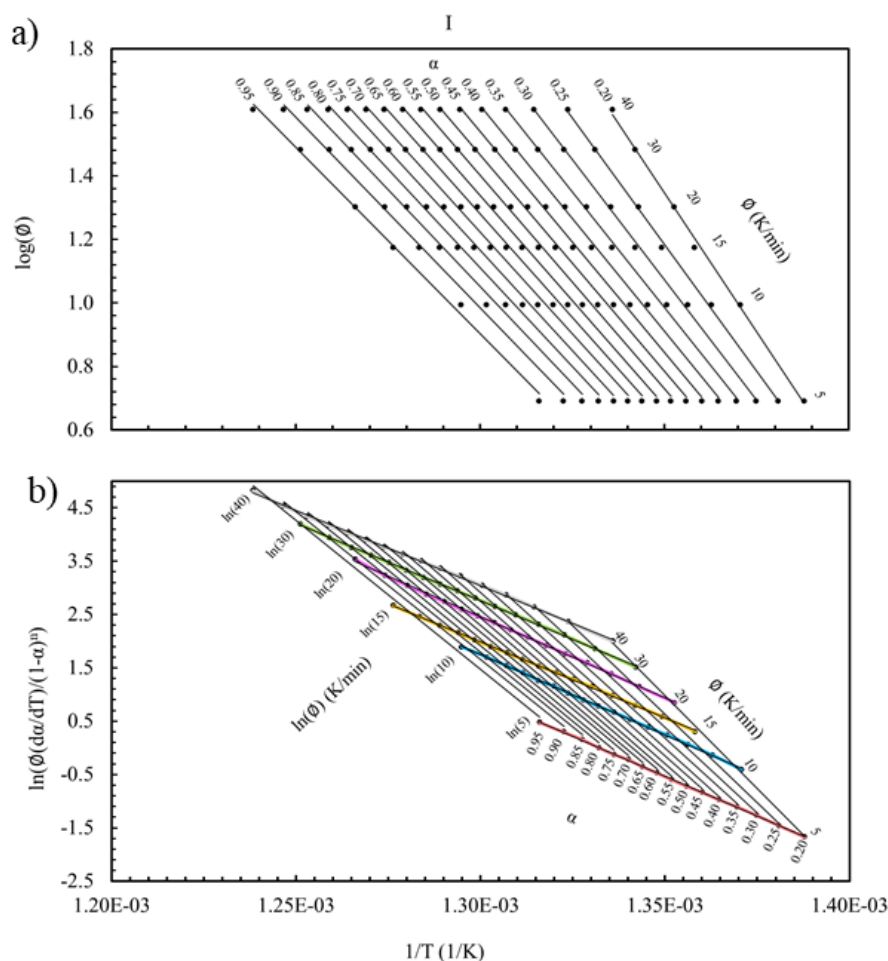 I
a)
α
0.95 0.90 0.85 0.80 0.75 0.70 0.65 0.60 0.55 0.50 0.45 0.40 0.35 0.30 0.25 0.20
40
30
20
15
10
5
Ø (K/min)
log(Ø)
1.8
1.6
1.4
1.2
1.0
0.8
0.6
b)
ln(Ø(dα/dT)/(1-α)ⁿ)
4.5
3.5
2.5
1.5
0.5
-0.5
-1.5
-2.5
ln(40)
ln(30)
ln(20)
ln(15)
ln(10)
ln(5)
ln(Ø) (K/min)
40
30
20
15
10
5
Ø (K/min)
0.95 0.90 0.85 0.80 0.75 0.70 0.65 0.60 0.55 0.50 0.45 0.40 0.35 0.30 0.25 0.20
α
1.20E-03 1.25E-03 1.30E-03 1.35E-03 1.40E-03
1/T (1/K)